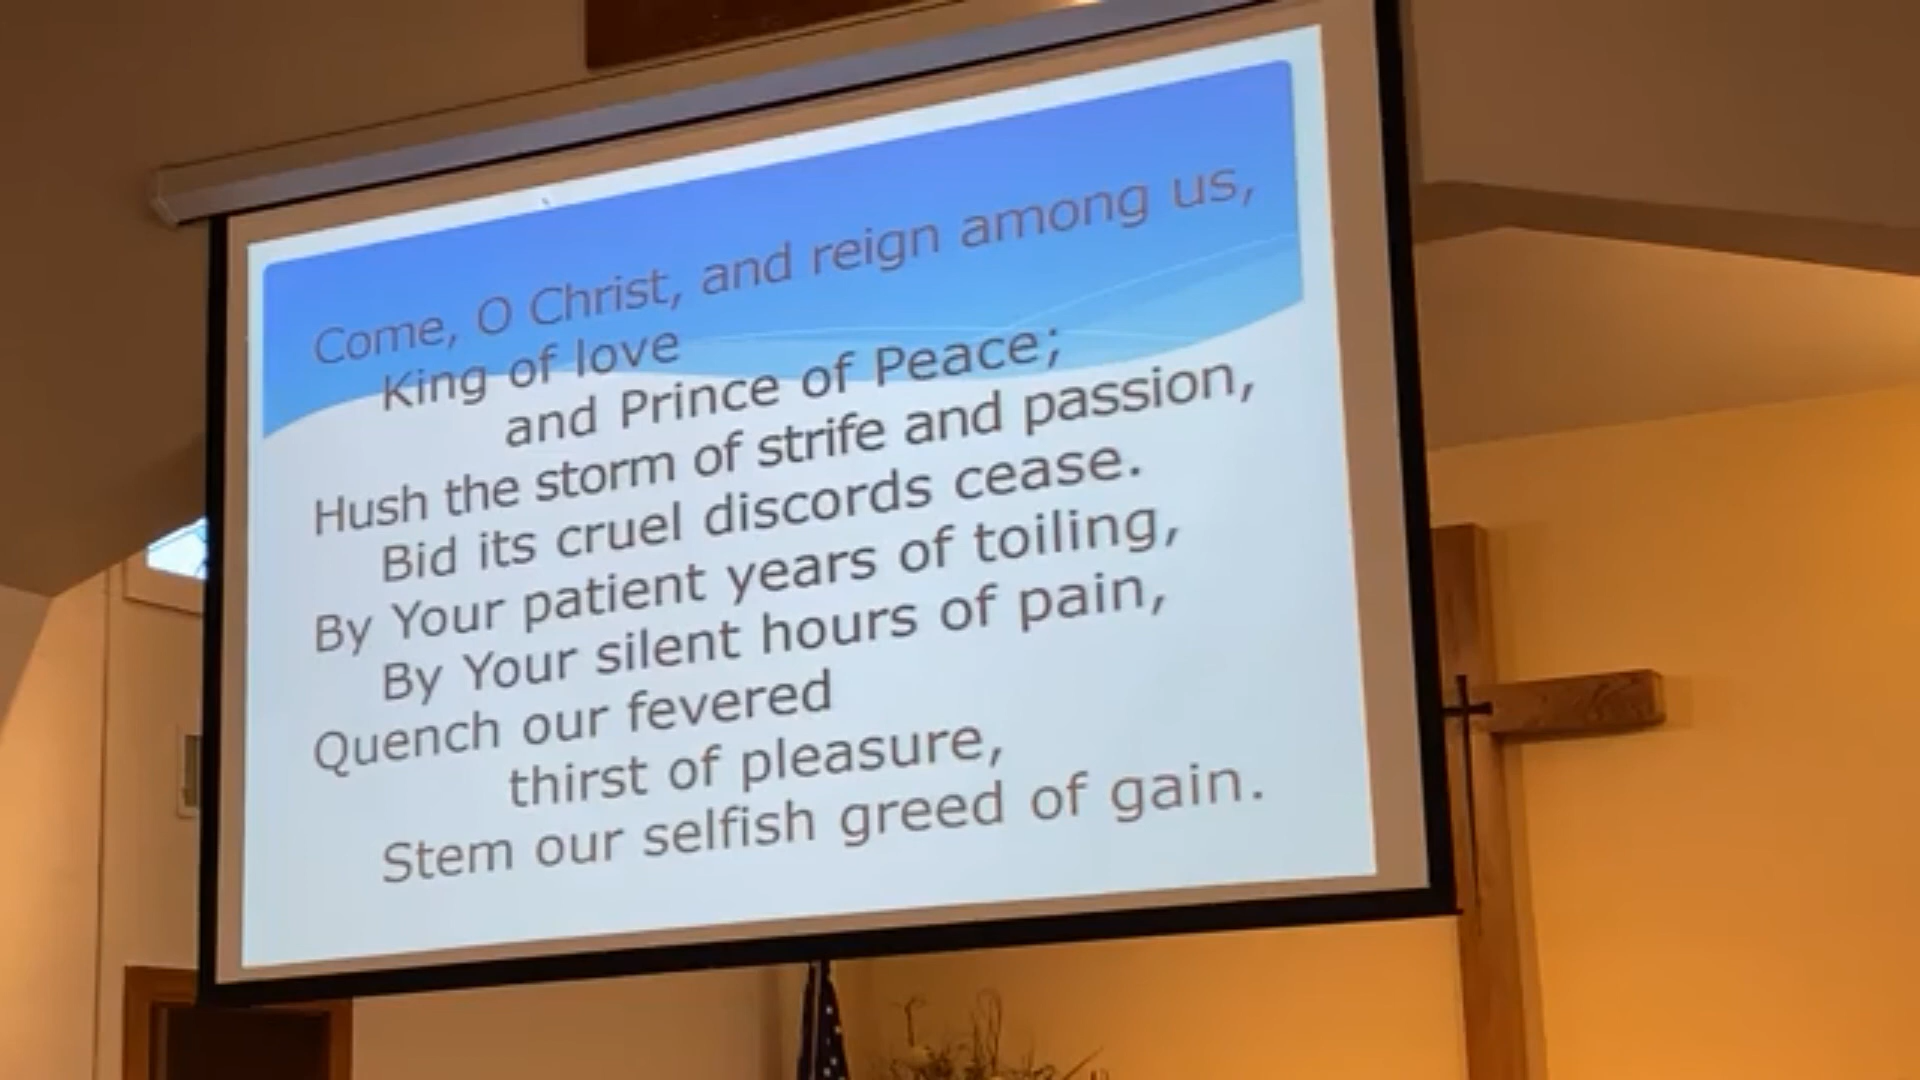 Come, O Christ, and reign among us,
King of love
and Prince of Peace;
Hush the storm of strife and passion,
Bid its cruel discords cease.
By Your patient years of toiling,
By Your silent hours of pain,
Quench our fevered
thirst of pleasure,
Stem our selfish greed of gain.